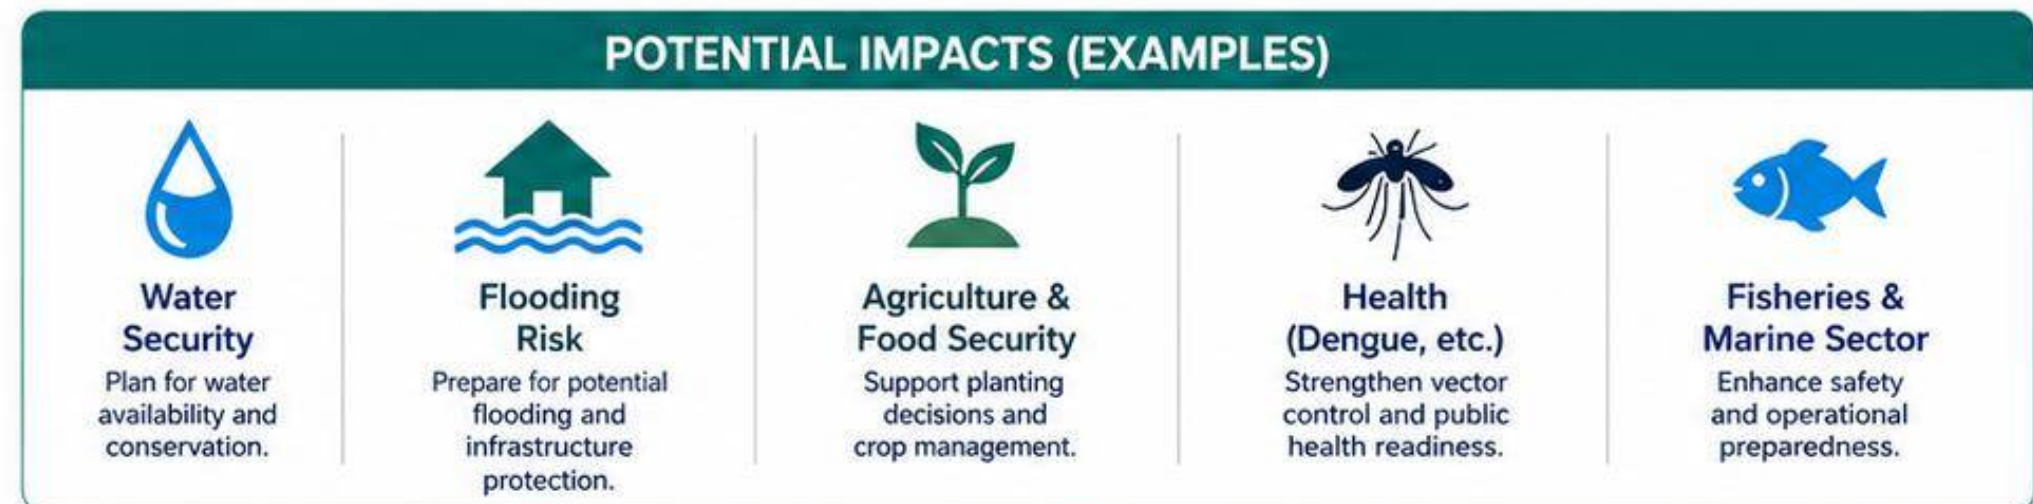 POTENTIAL IMPACTS (EXAMPLES)
Water
Security
Plan for water
availability and
conservation.
Flooding
Risk
Prepare for potential
flooding and
infrastructure
protection.
Agriculture &
Food Security
Support planting
decisions and
crop management.
Health
(Dengue, etc.)
Strengthen vector
control and public
health readiness.
Fisheries &
Marine Sector
Enhance safety
and operational
preparedness.